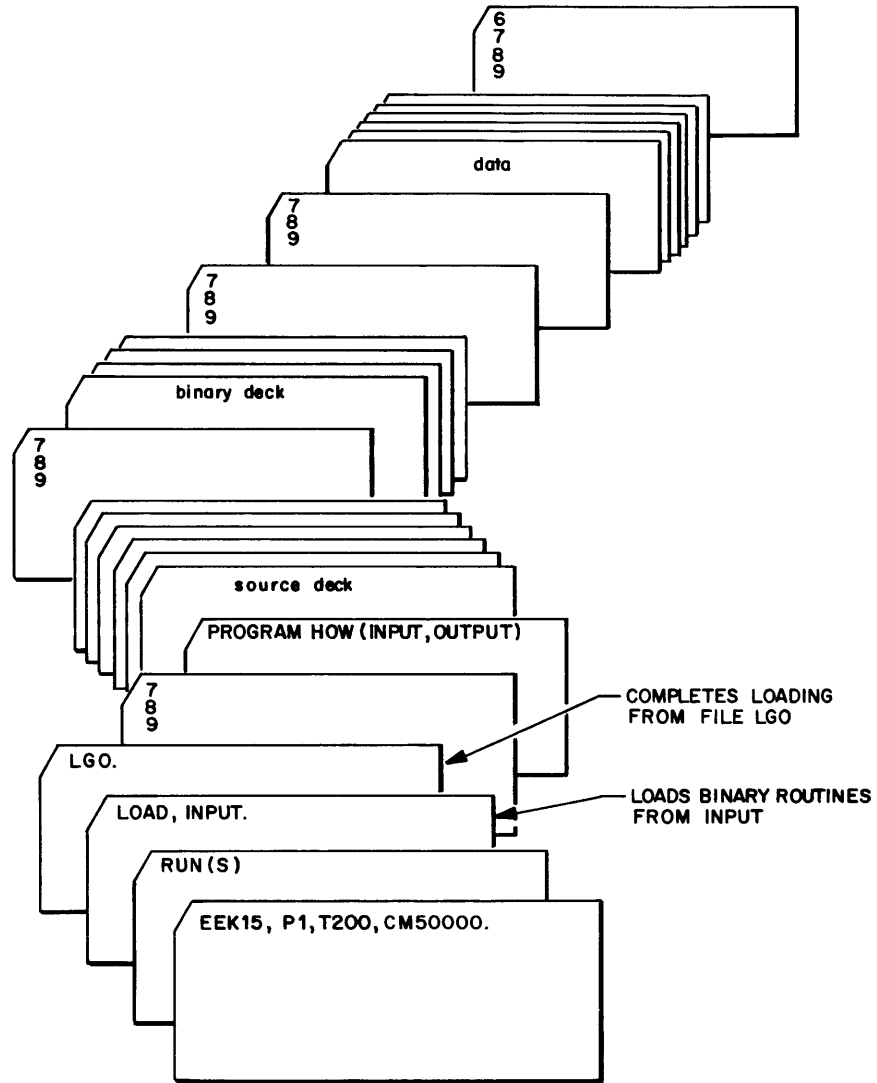 6
7
8
9
data
7
8
9
7
8
9
binary deck
7
8
9
source deck
PROGRAM HOW (INPUT, OUTPUT)
7
8
9
COMPLETES LOADING
FROM FILE LGO
LGO.
LOAD, INPUT.
LOADS BINARY ROUTINES
FROM INPUT
RUN (S)
EEK15, P1, T200, CM50000.